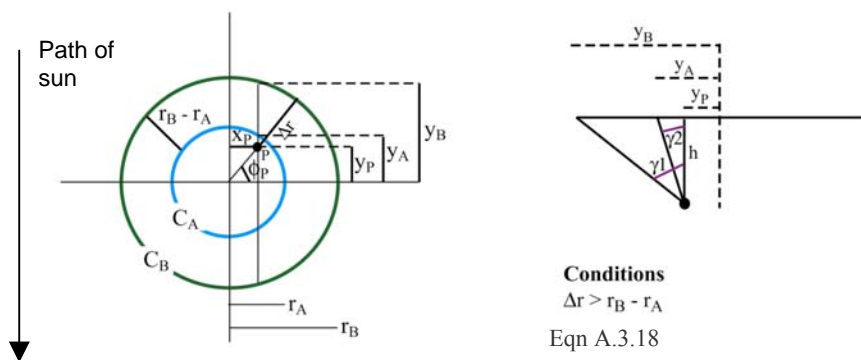 Path of
sun
r_B - r_A
x_P
Δr
P
ϕ_P
y_P
y_A
y_B
C_A
C_B
r_A
r_B
y_B
y_A
y_P
γ2
γ1
h
Conditions
Δr > r_B - r_A
Eqn A.3.18